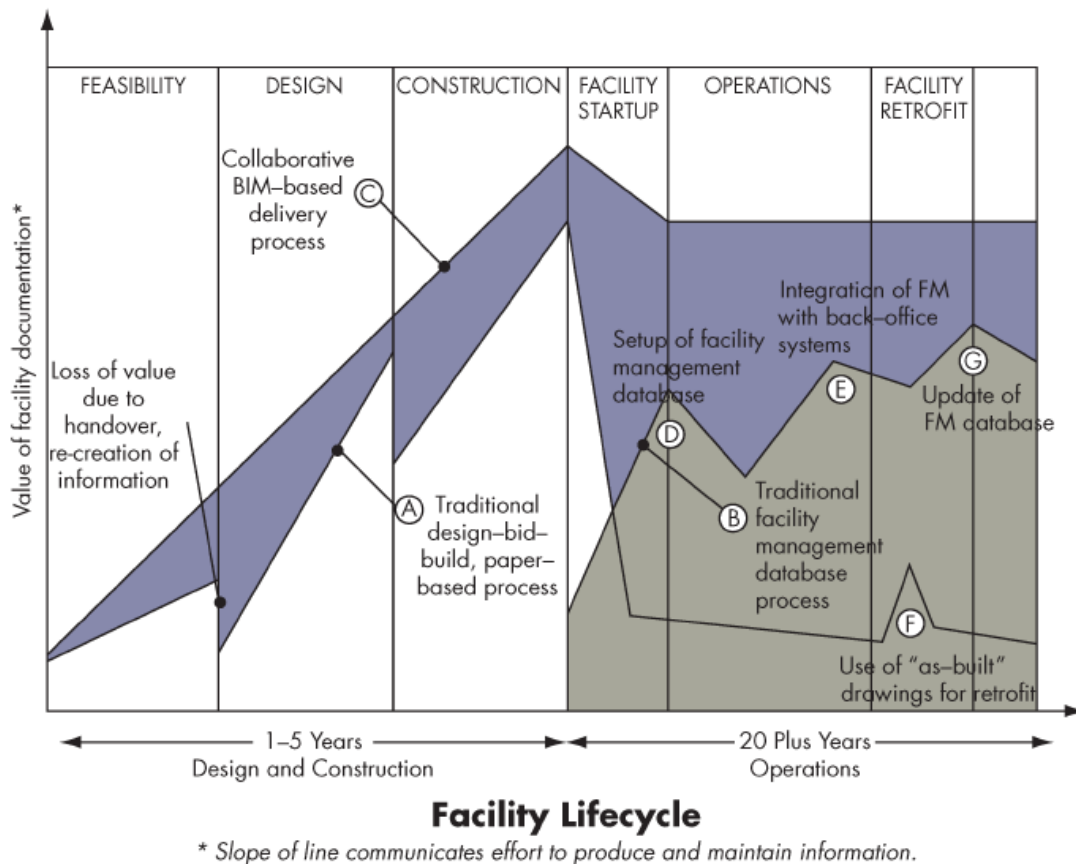 FEASIBILITY
DESIGN
CONSTRUCTION
FACILITY
STARTUP
OPERATIONS
FACILITY
RETROFIT
Value of facility documentation*
Collaborative
BIM–based
delivery
process
C
Loss of value
due to
handover,
re-creation of
information
A
Traditional
design–bid–
build, paper–
based process
Setup of facility
management
database
D
Integration of FM
with back–office
systems
E
G
Update of
FM database
B
Traditional
facility
management
database
process
F
Use of “as–built”
drawings for retrofit
1–5 Years
Design and Construction
20 Plus Years
Operations
Facility Lifecycle
* Slope of line communicates effort to produce and maintain information.